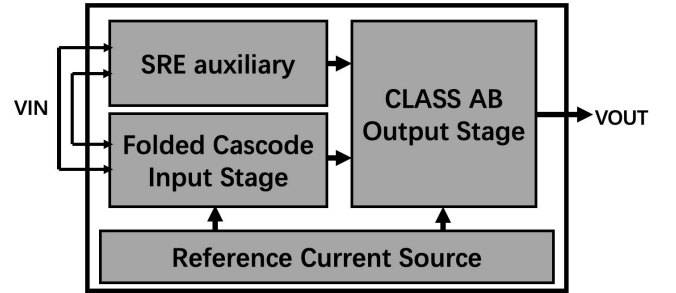 VIN
SRE auxiliary
Folded Cascode
Input Stage
CLASS AB
Output Stage
VOUT
Reference Current Source